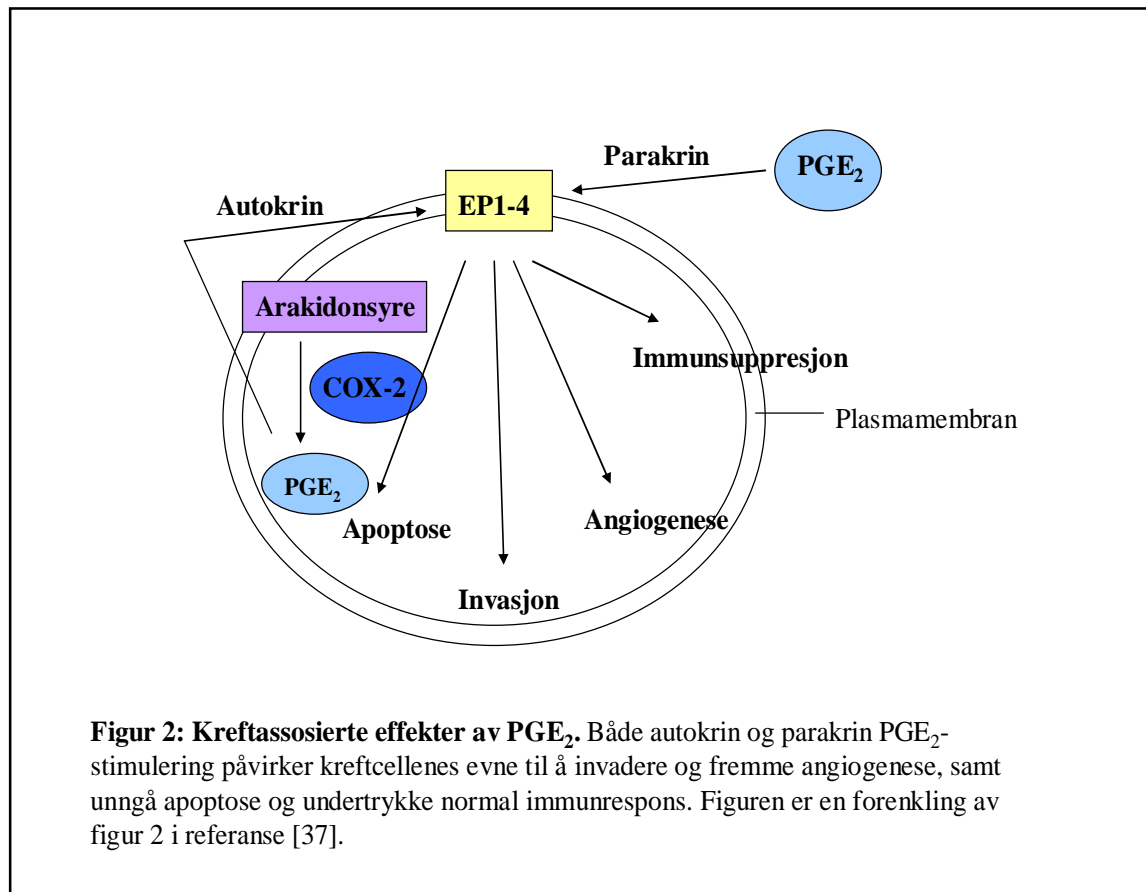 Parakrin
PGE₂
Autokrin
EP1-4
Arakidonsyre
Immunsuppresjon
COX-2
Plasmamembran
PGE₂
Apoptose
Angiogenese
Invasjon
Figur 2: Kreftassosierte effekter av PGE₂. Både autokrin og parakrin PGE₂-
stimulering påvirker kreftcellenes evne til å invadere og fremme angiogenese, samt
unngå apoptose og undertrykke normal immunrespons. Figuren er en forenkling av
figur 2 i referanse [37].